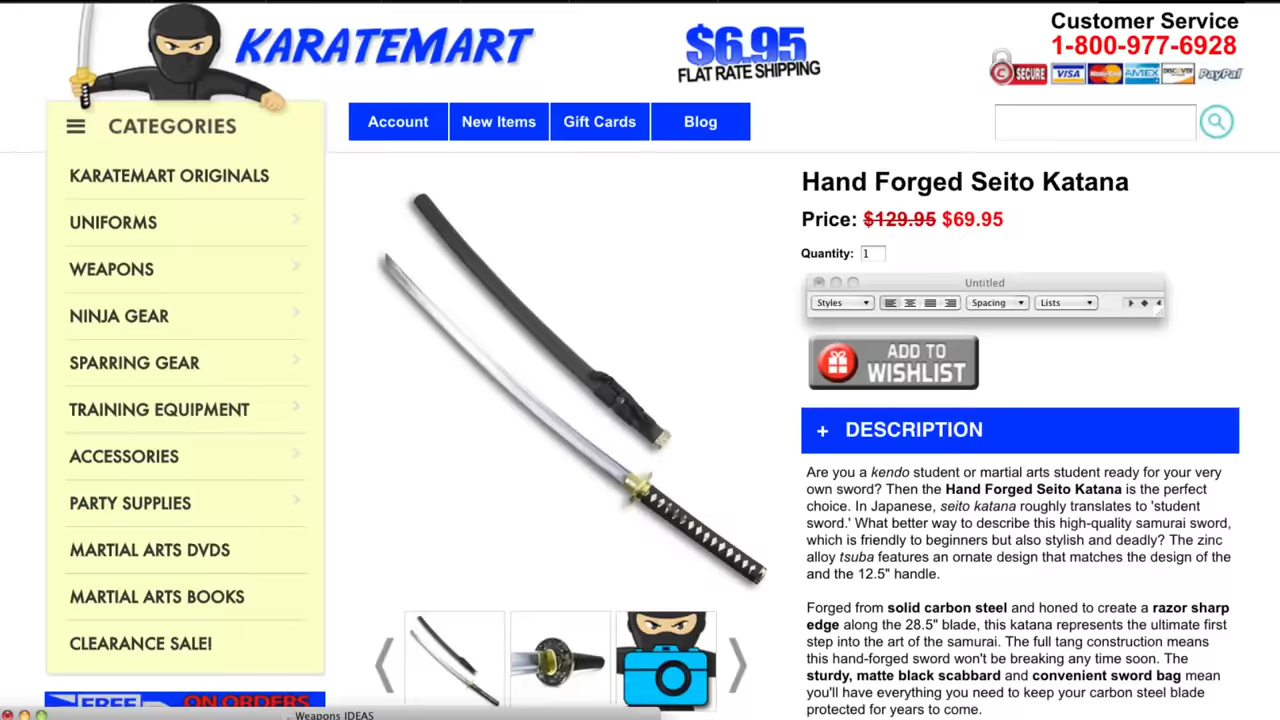 KARATEMART
$6.95
FLAT RATE SHIPPING
Customer Service
1-800-977-6928
SECURE VISA MasterCard AMEX DISCOVER PayPal
CATEGORIES
Account
New Items
Gift Cards
Blog
KARATEMART ORIGINALS
UNIFORMS
WEAPONS
NINJA GEAR
SPARRING GEAR
TRAINING EQUIPMENT
ACCESSORIES
PARTY SUPPLIES
MARTIAL ARTS DVDS
MARTIAL ARTS BOOKS
CLEARANCE SALE!
FREE ON ORDERS
Hand Forged Seito Katana
Price: $129.95 $69.95
Quantity: 1
Untitled
Styles Spacing Lists
ADD TO
WISHLIST
+ DESCRIPTION
Are you a kendo student or martial arts student ready for your very
own sword? Then the Hand Forged Seito Katana is the perfect
choice. In Japanese, seito katana roughly translates to 'student
sword.' What better way to describe this high-quality samurai sword,
which is friendly to beginners but also stylish and deadly? The zinc
alloy tsuba features an ornate design that matches the design of the
and the 12.5" handle.
Forged from solid carbon steel and honed to create a razor sharp
edge along the 28.5" blade, this katana represents the ultimate first
step into the art of the samurai. The full tang construction means
this hand-forged sword won't be breaking any time soon. The
sturdy, matte black scabbard and convenient sword bag mean
you'll have everything you need to keep your carbon steel blade
protected for years to come.
Weapons IDEAS